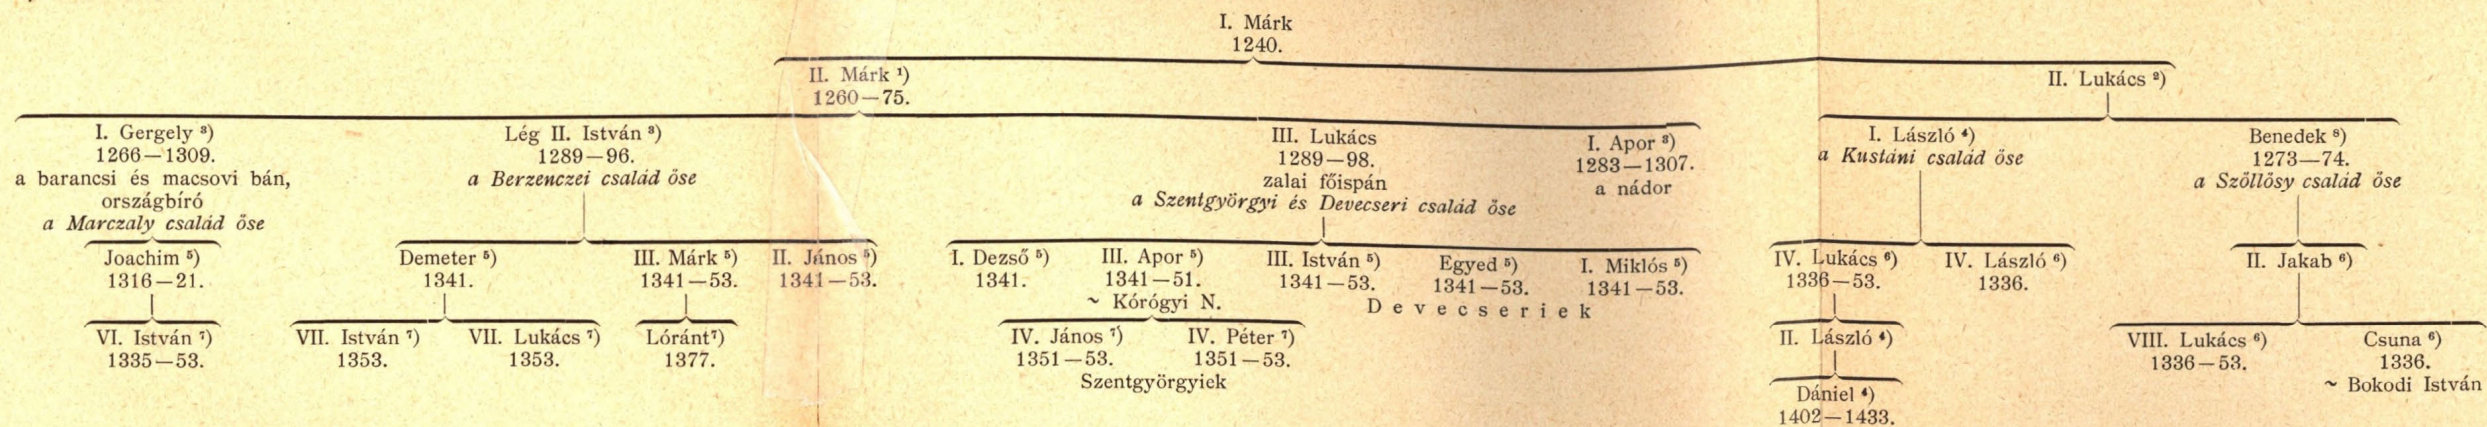 I. Márk
1240.
II. Márk ¹)
1260—75.
II. Lukács ²)
I. Gergely ³)
1266—1309.
a barancsi és macsovi bán,
országbíró
a Marczaly család őse
Lég II. István ³)
1289—96.
a Berzenczei család őse
III. Lukács
1289—98.
zalai főispán
a Szentgyörgyi és Devecseri család őse
I. Apor ³)
1283—1307.
a nádor
I. László ⁴)
a Kustáni család őse
Benedek ⁸)
1273—74.
a Szöllősy család őse
Joachim ⁵)
1316—21.
Demeter ⁵)
1341.
III. Márk ⁵)
1341—53.
II. János ⁵)
1341—53.
I. Dezső ⁵)
1341.
III. Apor ⁵)
1341—51.
~ Kórógyi N.
III. István ⁵)
1341—53.
Egyed ⁵)
1341—53.
I. Miklós ⁵)
1341—53.
Devecseriek
IV. Lukács ⁶)
1336—53.
IV. László ⁶)
1336.
II. Jakab ⁶)
VI. István ⁷)
1335—53.
VII. István ⁷)
1353.
VII. Lukács ⁷)
1353.
Lóránt⁷)
1377.
IV. János ⁷)
1351—53.
IV. Péter ⁷)
1351—53.
Szentgyörgyiek
II. László ⁴)
VIII. Lukács ⁶)
1336—53.
Csuna ⁶)
1336.
~ Bokodi István
Dániel ⁴)
1402—1433.